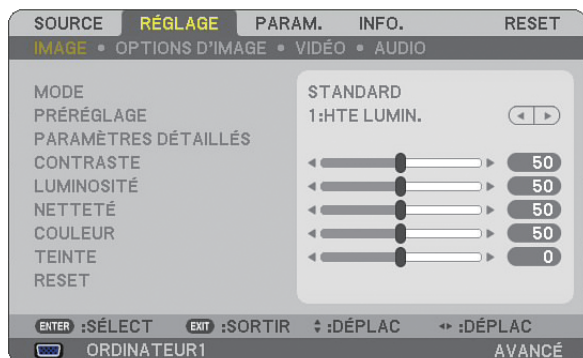 SOURCE RÉGLAGE PARAM. INFO. RESET
IMAGE • OPTIONS D'IMAGE • VIDÉO • AUDIO
MODE STANDARD
PRÉRÉGLAGE 1:HTE LUMIN.
PARAMÈTRES DÉTAILLÉS
CONTRASTE 50
LUMINOSITÉ 50
NETTETÉ 50
COULEUR 50
TEINTE 0
RESET
ENTER :SÉLECT EXIT :SORTIR :DÉPLAC :DÉPLAC
ORDINATEUR1 AVANCÉ